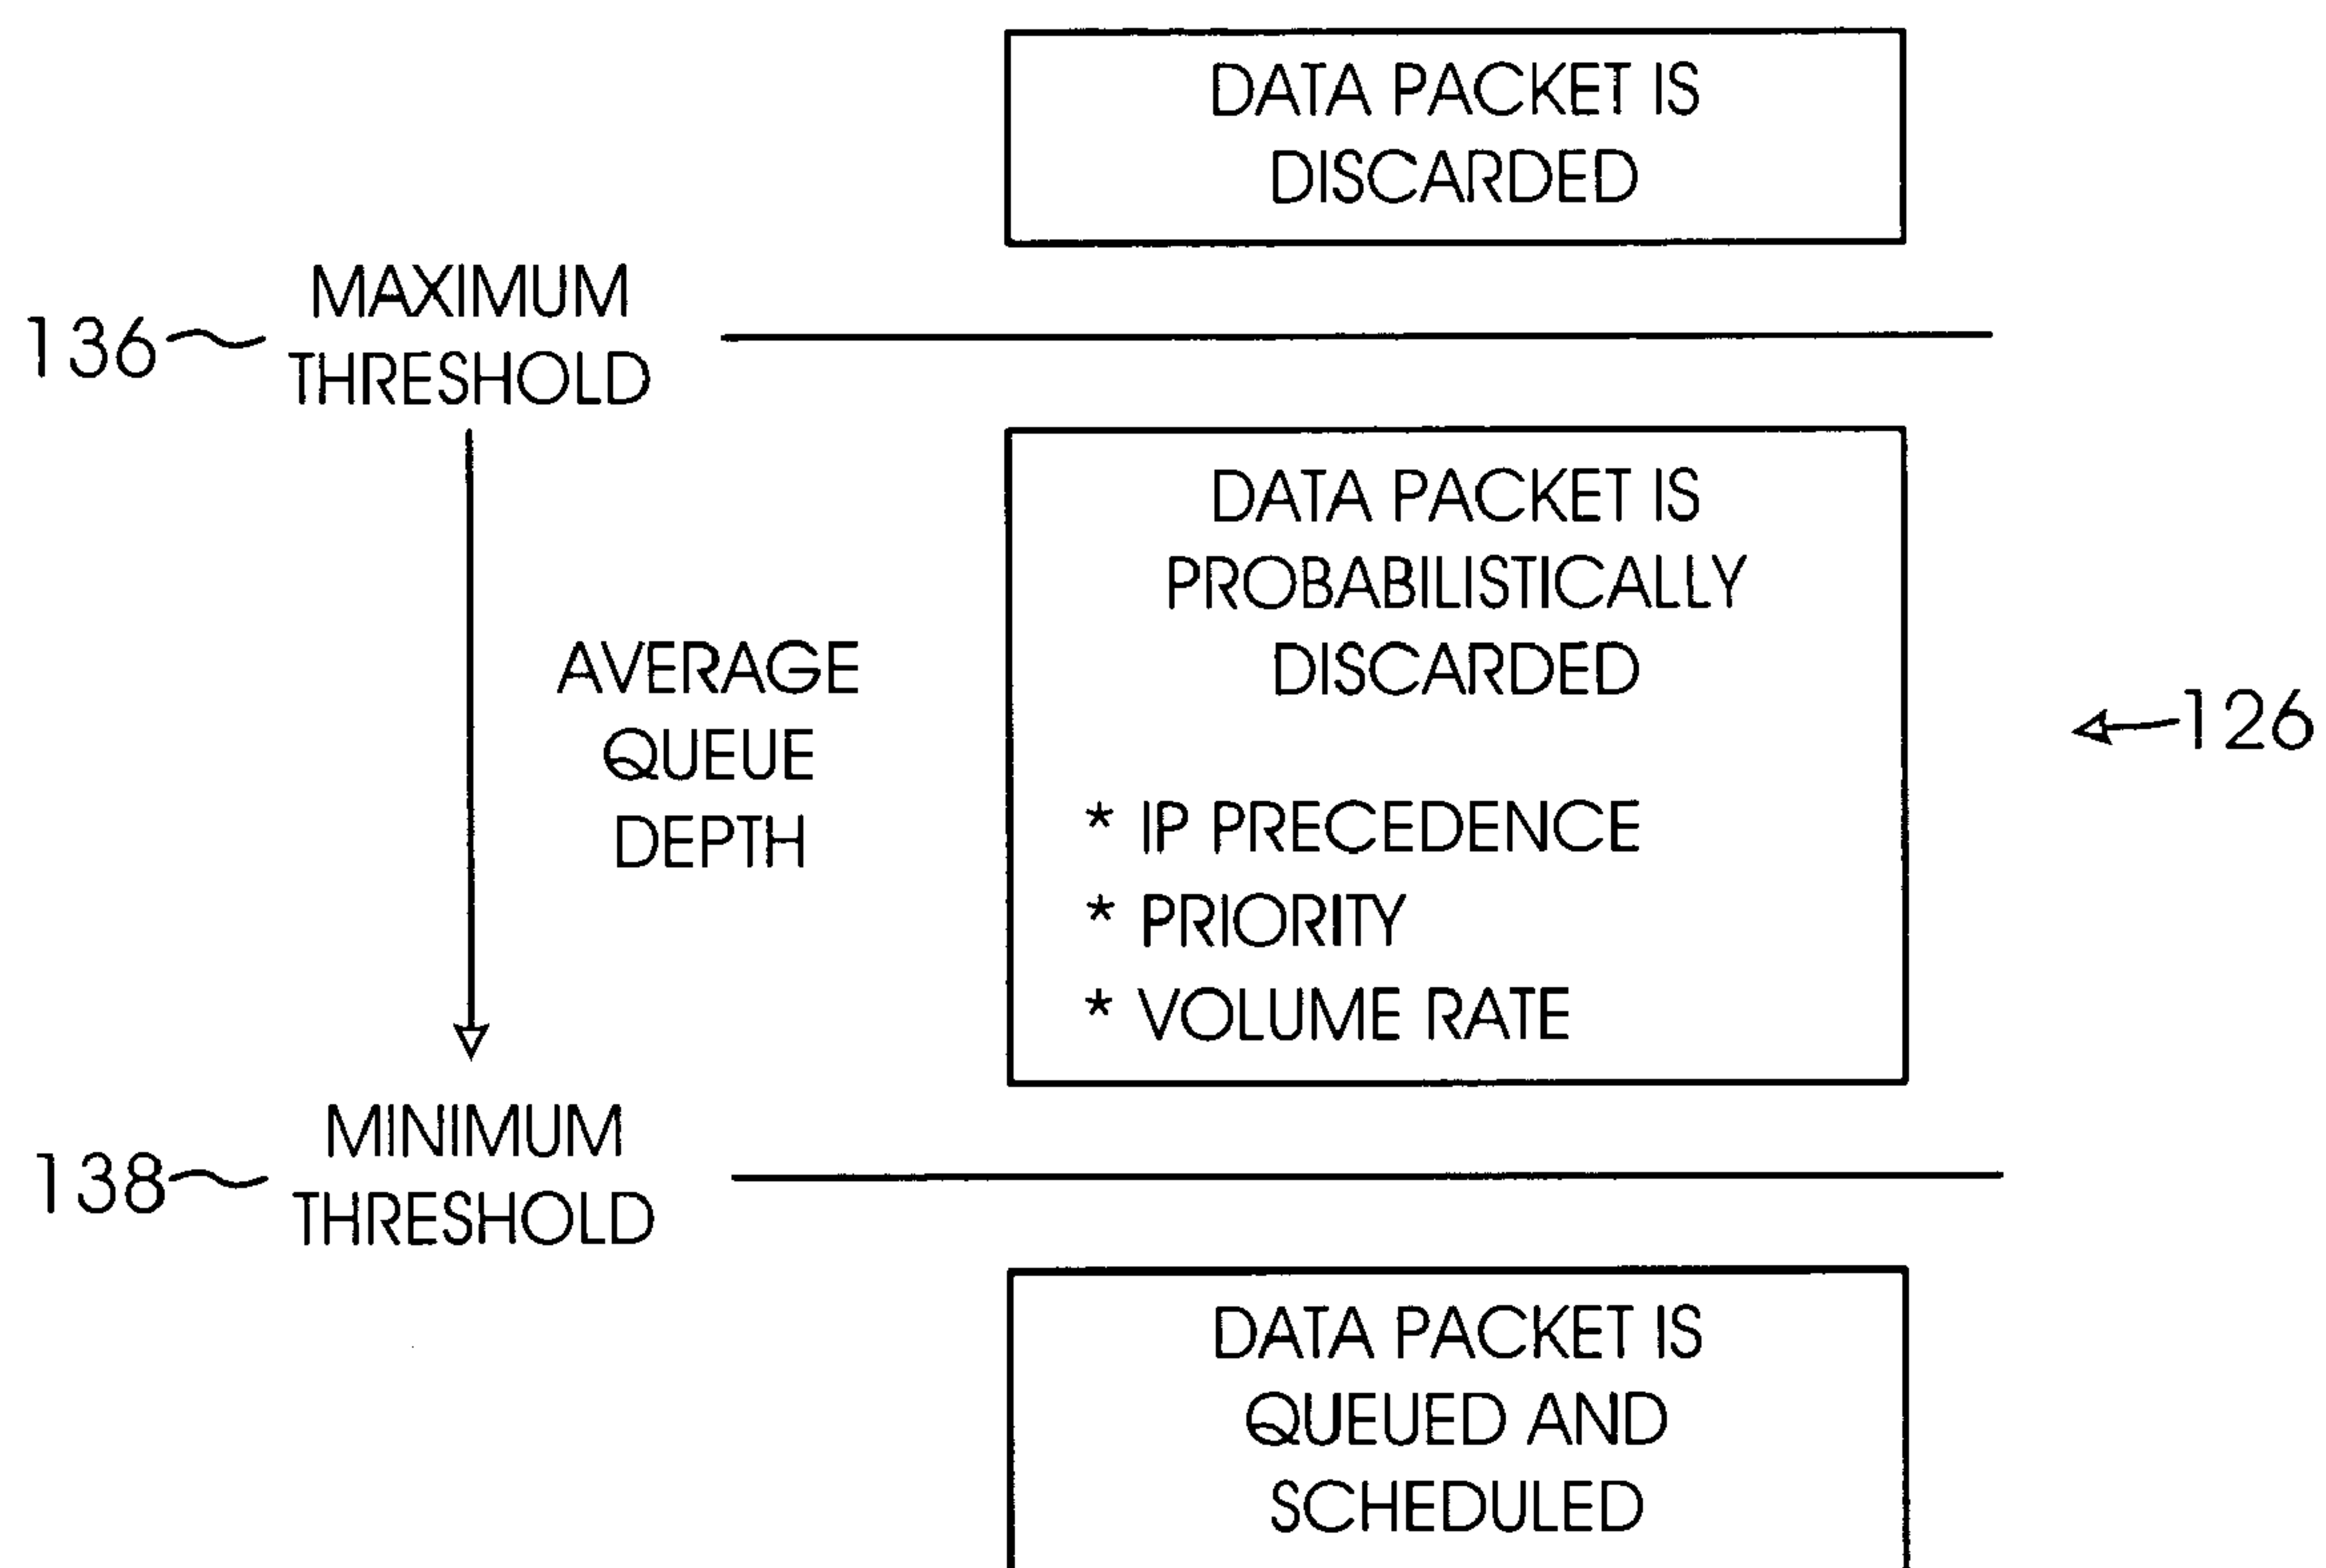 DATA PACKET IS
DISCARDED
MAXIMUM
THRESHOLD
136
DATA PACKET IS
PROBABILISTICALLY
DISCARDED
AVERAGE
QUEUE
DEPTH
126
* IP PRECEDENCE
* PRIORITY
* VOLUME RATE
MINIMUM
THRESHOLD
138
DATA PACKET IS
QUEUED AND
SCHEDULED